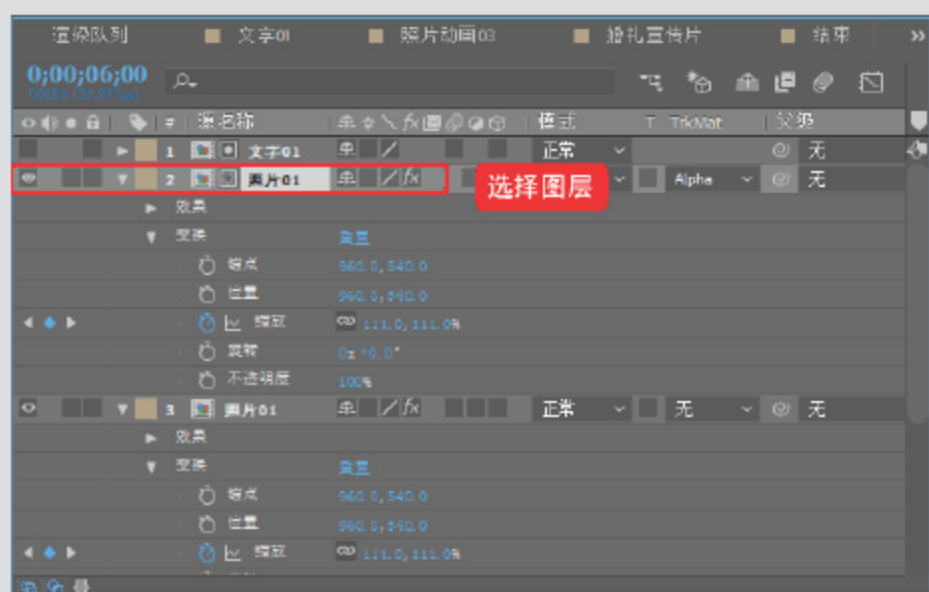 渲染队列 文字01 照片动画03 婚礼宣传片 结束 »
0;00;06;00
# 源名称 fx 模式 T TrkMat 父级
1 文字01 正常 无
2 照片01 fx 选择图层 Alpha 无
效果
变换 重置
锚点 960.0,540.0
位置 960.0,540.0
缩放 111.0,111.0%
旋转 0x+0.0°
不透明度 100%
3 照片01 fx 正常 无 无
效果
变换 重置
锚点 960.0,540.0
位置 960.0,540.0
缩放 111.0,111.0%